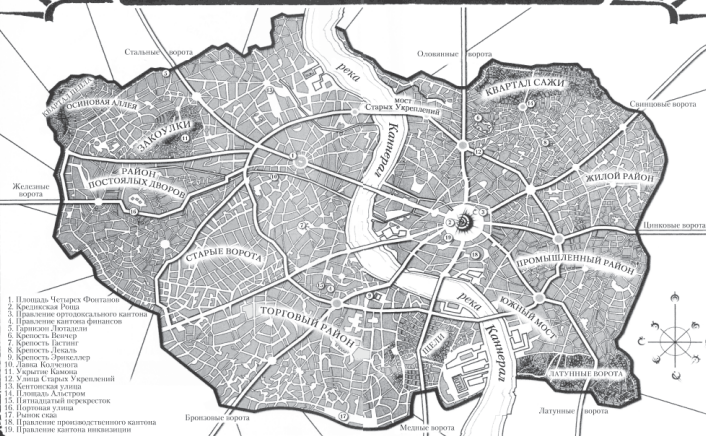 Стальные ворота
Оловянные ворота
река
КВАРТАЛ САЖИ
ОСИНОВАЯ АЛЛЕЯ
Свинцовые ворота
мост
Старых Укреплений
ЗАКОУЛКИ
Каннерал
РАЙОН
ПОСТОЯЛЫХ ДВОРОВ
ЖИЛОЙ РАЙОН
Железные
ворота
Цинковые ворота
СТАРЫЕ ВОРОТА
ПРОМЫШЛЕННЫЙ РАЙОН
река
ЮЖНЫЙ МОСТ
ТОРГОВЫЙ РАЙОН
ЩЕЛИ
Каннерал
ЛАТУННЫЕ ВОРОТА
Бронзовые ворота
Медные ворота
Латунные ворота
1. Площадь Четырех Фонтанов
2. Кредикская Роща
3. Правление ортодоксального кантона
4. Правление кантона финансов
5. Гарнизон Лютадели
6. Крепость Венчер
7. Крепость Гастинг
8. Крепость Лекаль
9. Крепость Эрикеллер
10. Лавка Колченига
11. Укрытие Камона
12. Улица Старых Укреплений
13. Кентонская улица
14. Площадь Альстром
15. Пятнадцатый перекресток
16. Портовая улица
17. Рынок скаа
18. Правление производственного кантона
19. Правление кантона инквизиции